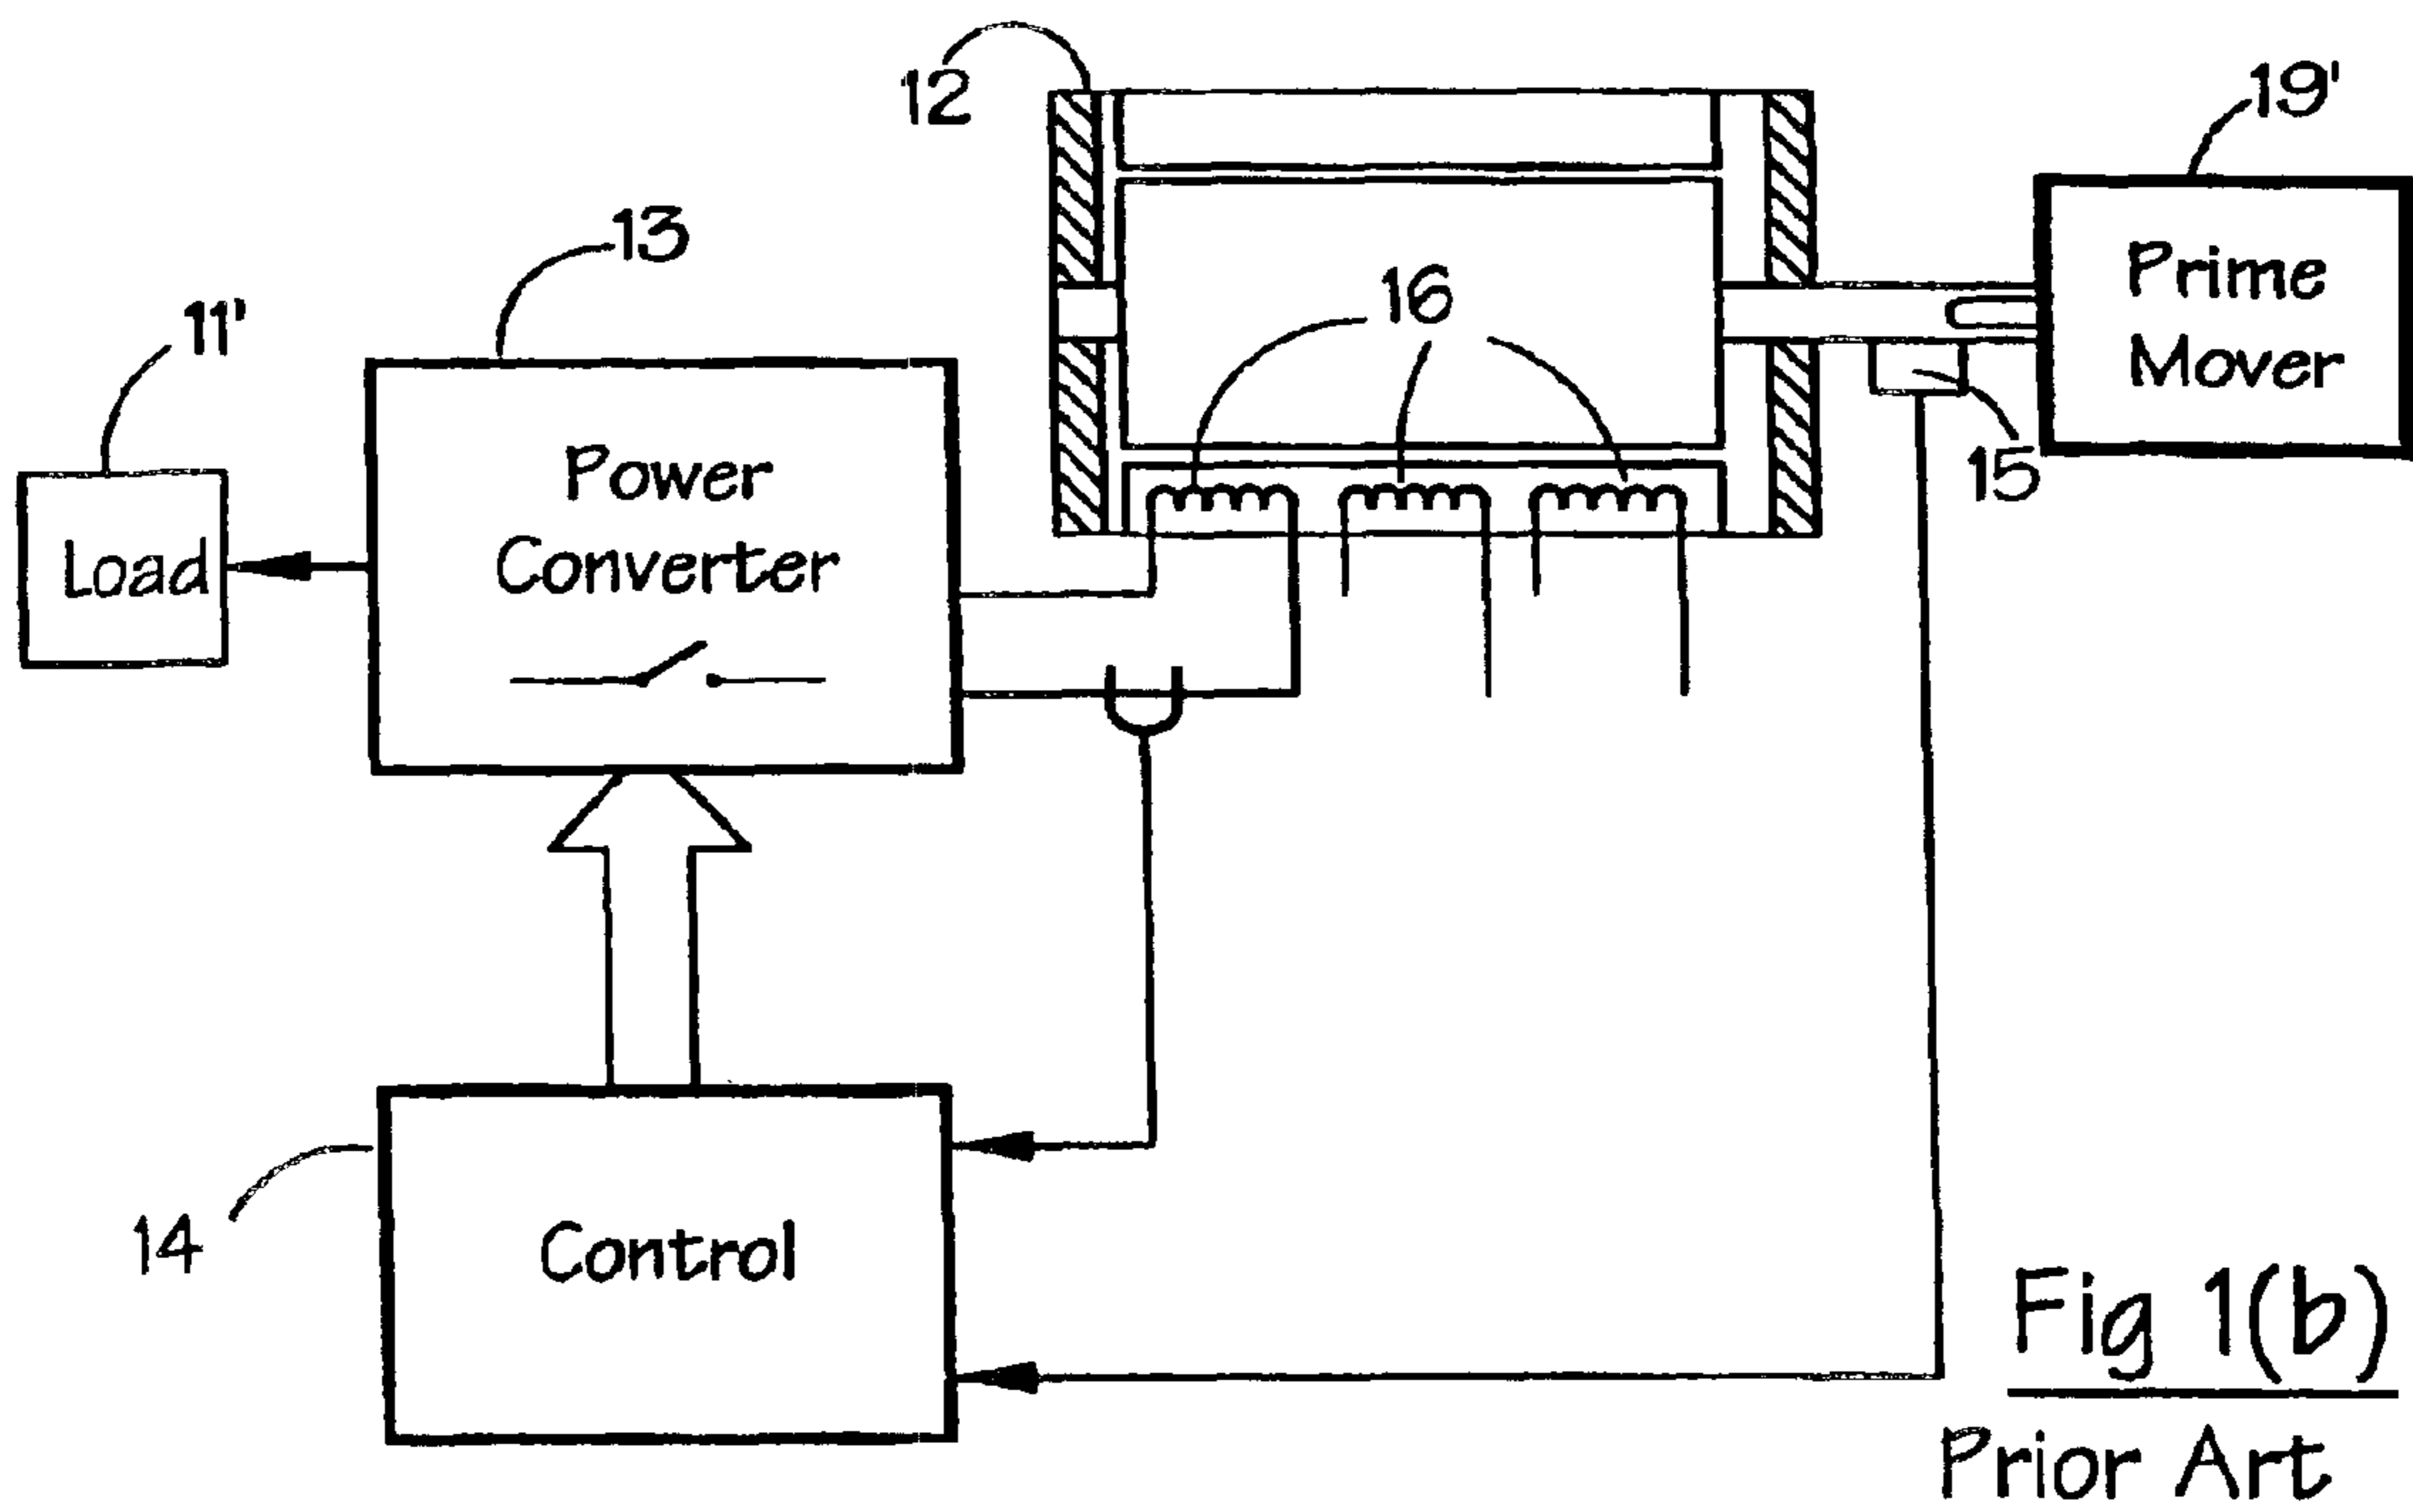 12
19'
13
Prime
Mover
16
11'
15
Power
Converter
Load
14
Control
Fig 1(b)
Prior Art